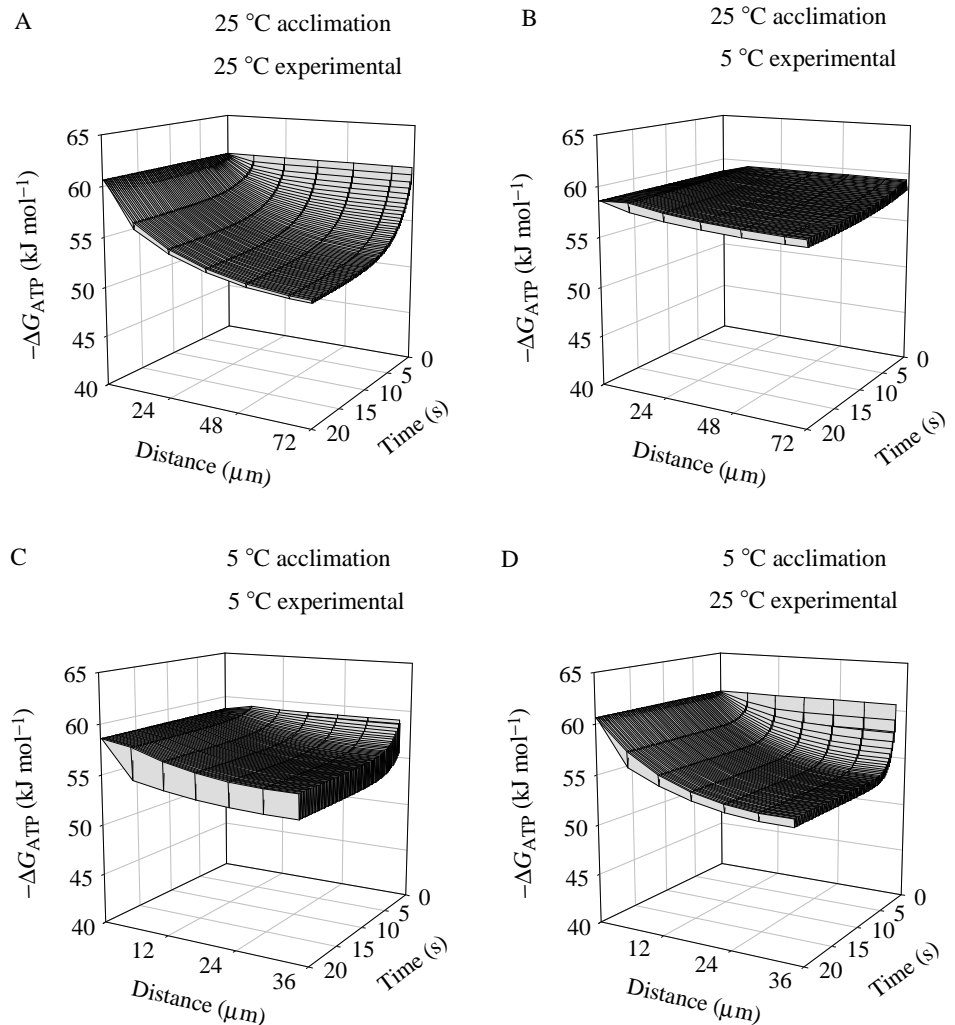 A
25 °C acclimation
25 °C experimental
65
60
55
50
45
40
−ΔG_ATP (kJ mol⁻¹)
24
48
72
Distance (μm)
0
5
10
15
20
Time (s)
B
25 °C acclimation
5 °C experimental
65
60
55
50
45
40
−ΔG_ATP (kJ mol⁻¹)
24
48
72
Distance (μm)
0
5
10
15
20
Time (s)
C
5 °C acclimation
5 °C experimental
65
60
55
50
45
40
−ΔG_ATP (kJ mol⁻¹)
12
24
36
Distance (μm)
0
5
10
15
20
Time (s)
D
5 °C acclimation
25 °C experimental
65
60
55
50
45
40
−ΔG_ATP (kJ mol⁻¹)
12
24
36
Distance (μm)
0
5
10
15
20
Time (s)